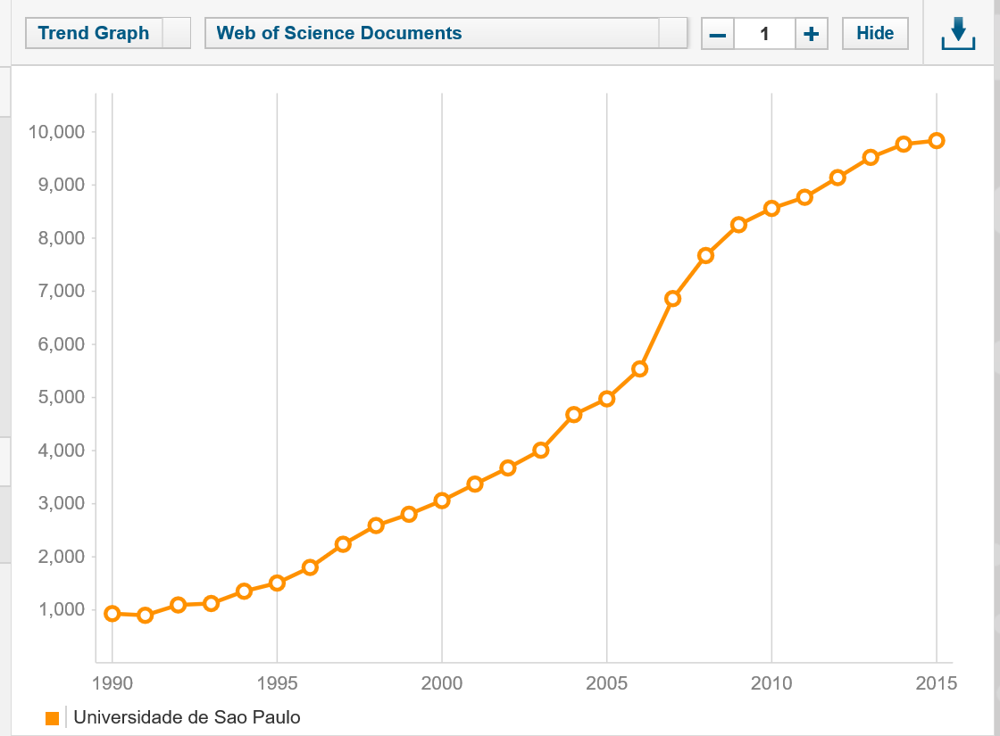 Trend Graph
Web of Science Documents
1
Hide
10,000
9,000
8,000
7,000
6,000
5,000
4,000
3,000
2,000
1,000
1990 1995 2000 2005 2010 2015
Universidade de Sao Paulo